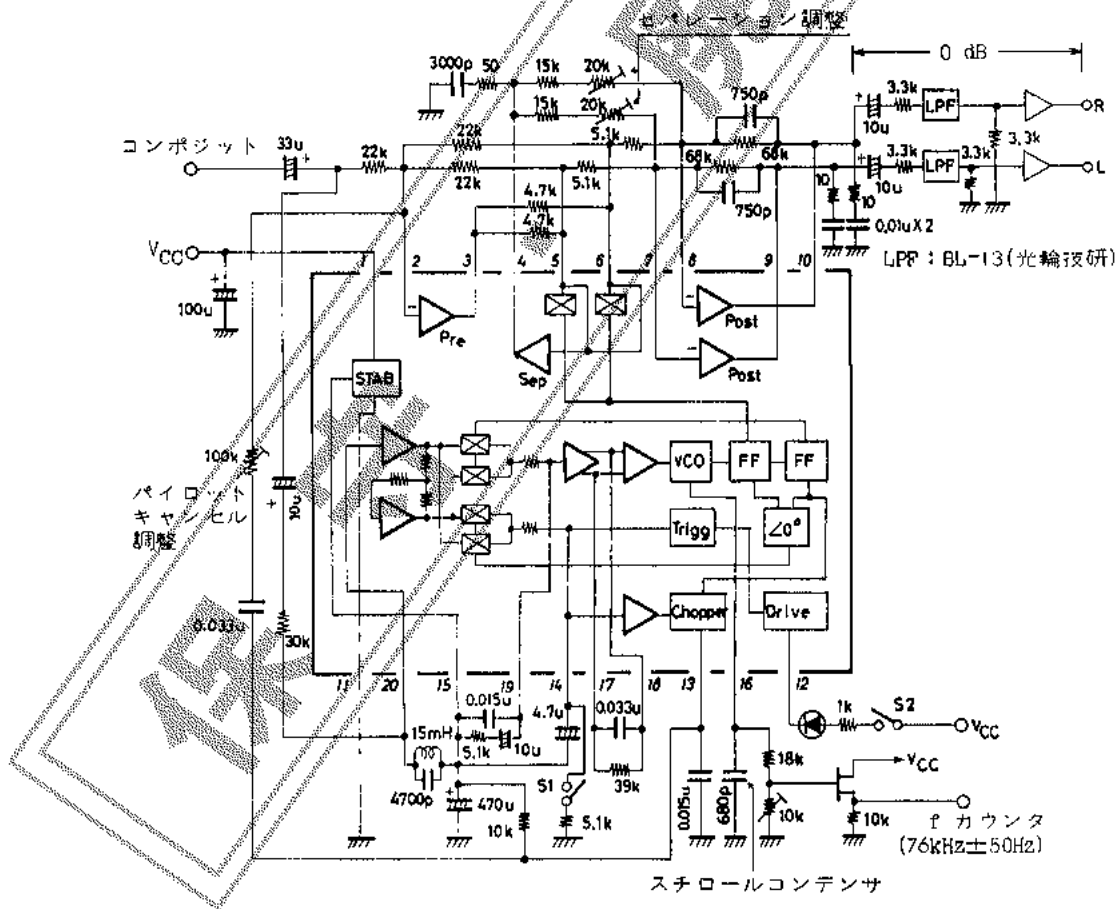 セパレーション調整
0 dB
3000p
50
15k
20k
15k
20k
750p
3.3k
LPF
R
10u
3.3k
コンポジット
33u
22k
22k
5.1k
68k
68k
3.3k
LPF
3.3k
L
22k
5.1k
10u
750p
10
10
4.7k
4.7k
0.01u X 2
VCC
LPF : BL-13(光輪技研)
1
2
3
4
5
6
7
8
9
10
100u
Pre
Post
Sep
Post
STAB
100k
VCO
FF
FF
パイロット
キャンセル
調整
10u
Trigg
∠0°
保守
0.033u
30k
Chopper
Drive
11
20
15
19
14
17
18
13
16
12
0.015u
4.7u
0.033u
1k
S2
VCC
15mH
5.1k
10u
18k
VCC
4700p
S1
39k
470u
10k
5.1k
0.015u
680p
10k
10k
f カウンタ
(76kHz±50Hz)
スチロールコンデンサ